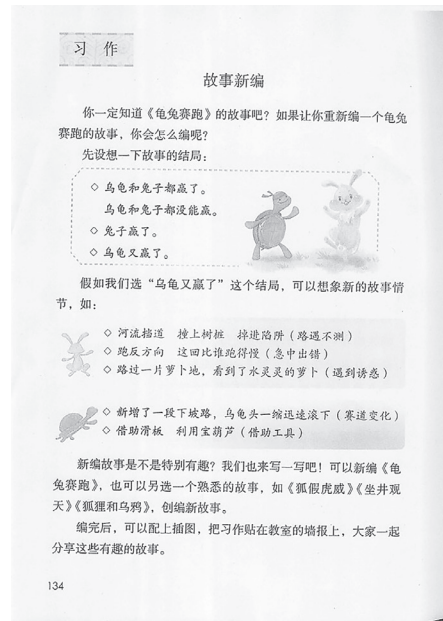 习 作
故事新编
你一定知道《龟兔赛跑》的故事吧？如果让你重新编一个龟兔
赛跑的故事，你会怎么编呢？
先设想一下故事的结局：
◇ 乌龟和兔子都赢了。
乌龟和兔子都没能赢。
◇ 兔子赢了。
◇ 乌龟又赢了。
假如我们选“乌龟又赢了”这个结局，可以想象新的故事情
节，如：
◇ 河流挡道 撞上树桩 掉进陷阱（路遇不测）
◇ 跑反方向 这回比谁跑得慢（急中出错）
◇ 路过一片萝卜地，看到了水灵灵的萝卜（遇到诱惑）
◇ 新增了一段下坡路，乌龟头一缩迅速滚下（赛道变化）
◇ 借助滑板 利用宝葫芦（借助工具）
新编故事是不是特别有趣？我们也来写一写吧！可以新编《龟
兔赛跑》，也可以另选一个熟悉的故事，如《狐假虎威》《坐井观
天》《狐狸和乌鸦》，创编新故事。
编完后，可以配上插图，把习作贴在教室的墙报上，大家一起
分享这些有趣的故事。
134